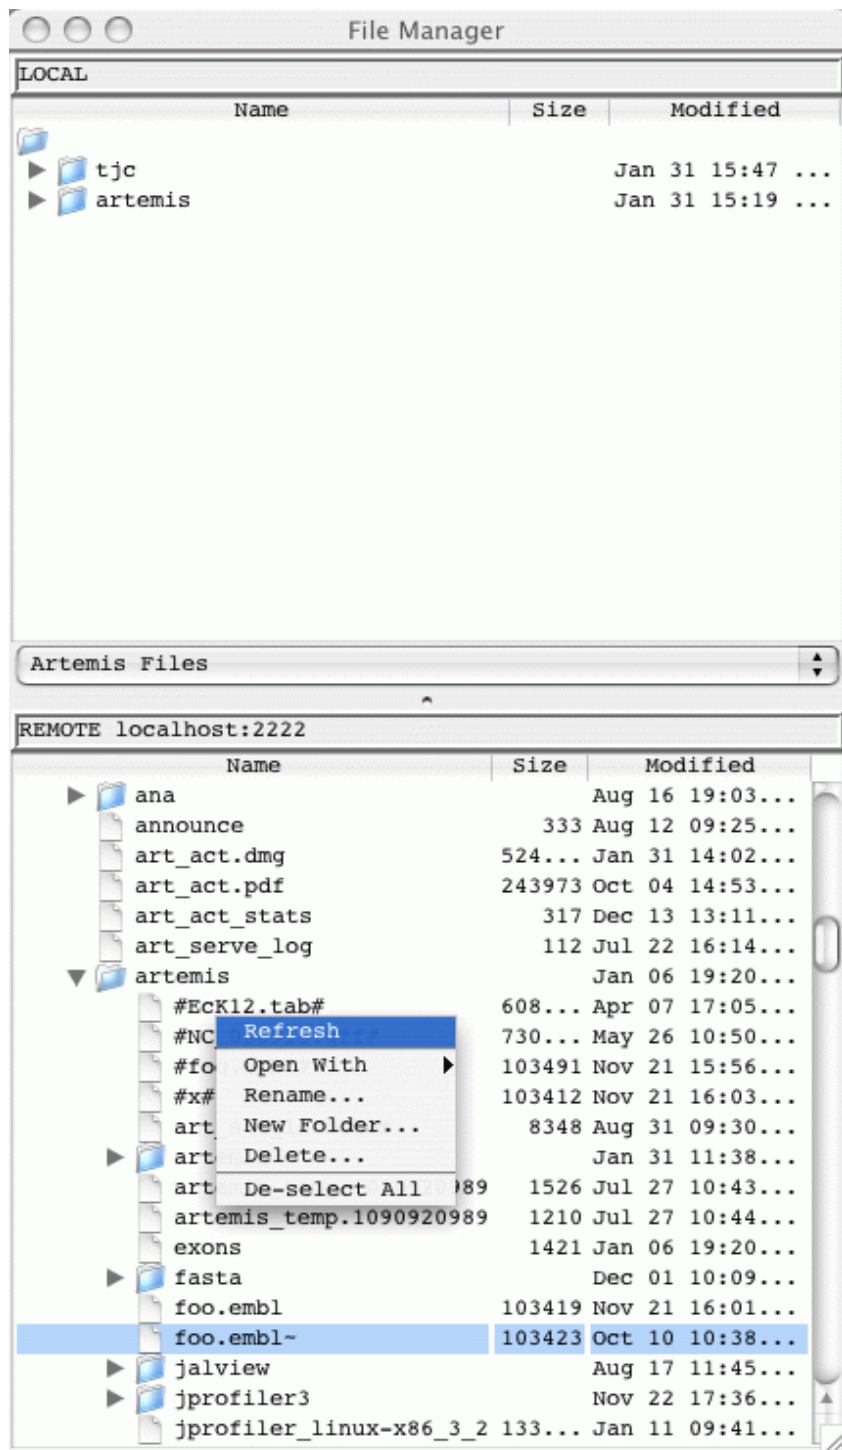 File Manager
LOCAL
Name Size Modified
tjc Jan 31 15:47 ...
artemis Jan 31 15:19 ...
Artemis Files
REMOTE localhost:2222
Name Size Modified
ana Aug 16 19:03...
announce 333 Aug 12 09:25...
art_act.dmg 524... Jan 31 14:02...
art_act.pdf 243973 Oct 04 14:53...
art_act_stats 317 Dec 13 13:11...
art_serve_log 112 Jul 22 16:14...
artemis Jan 06 19:20...
#EcK12.tab# 608... Apr 07 17:05...
#NC 730... May 26 10:50...
#fo 103491 Nov 21 15:56...
#x# 103412 Nov 21 16:03...
art 8348 Aug 31 09:30...
art Jan 31 11:38...
art 989 1526 Jul 27 10:43...
artemis_temp.1090920989 1210 Jul 27 10:44...
exons 1421 Jan 06 19:20...
fasta Dec 01 10:09...
foo.embl 103419 Nov 21 16:01...
foo.embl~ 103423 Oct 10 10:38...
jalview Aug 17 11:45...
jprofiler3 Nov 22 17:36...
jprofiler_linux-x86_3_2 133... Jan 11 09:41...
Refresh
Open With
Rename...
New Folder...
Delete...
De-select All